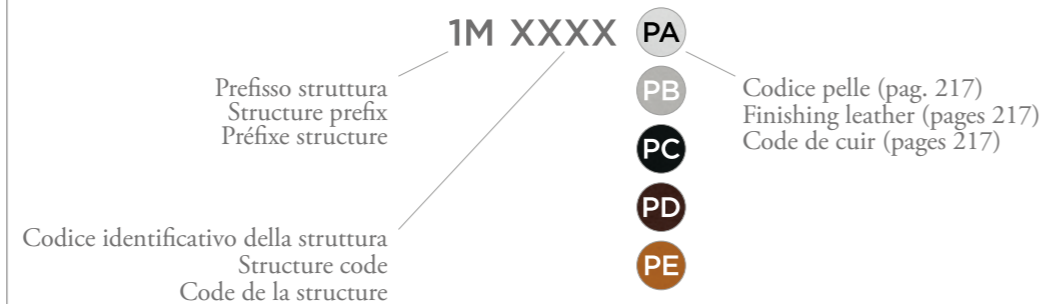 1M XXXX PA
Prefisso struttura
Structure prefix
Préfixe structure
PB
Codice pelle (pag. 217)
Finishing leather (pages 217)
Code de cuir (pages 217)
PC
PD
Codice identificativo della struttura
Structure code
Code de la structure
PE